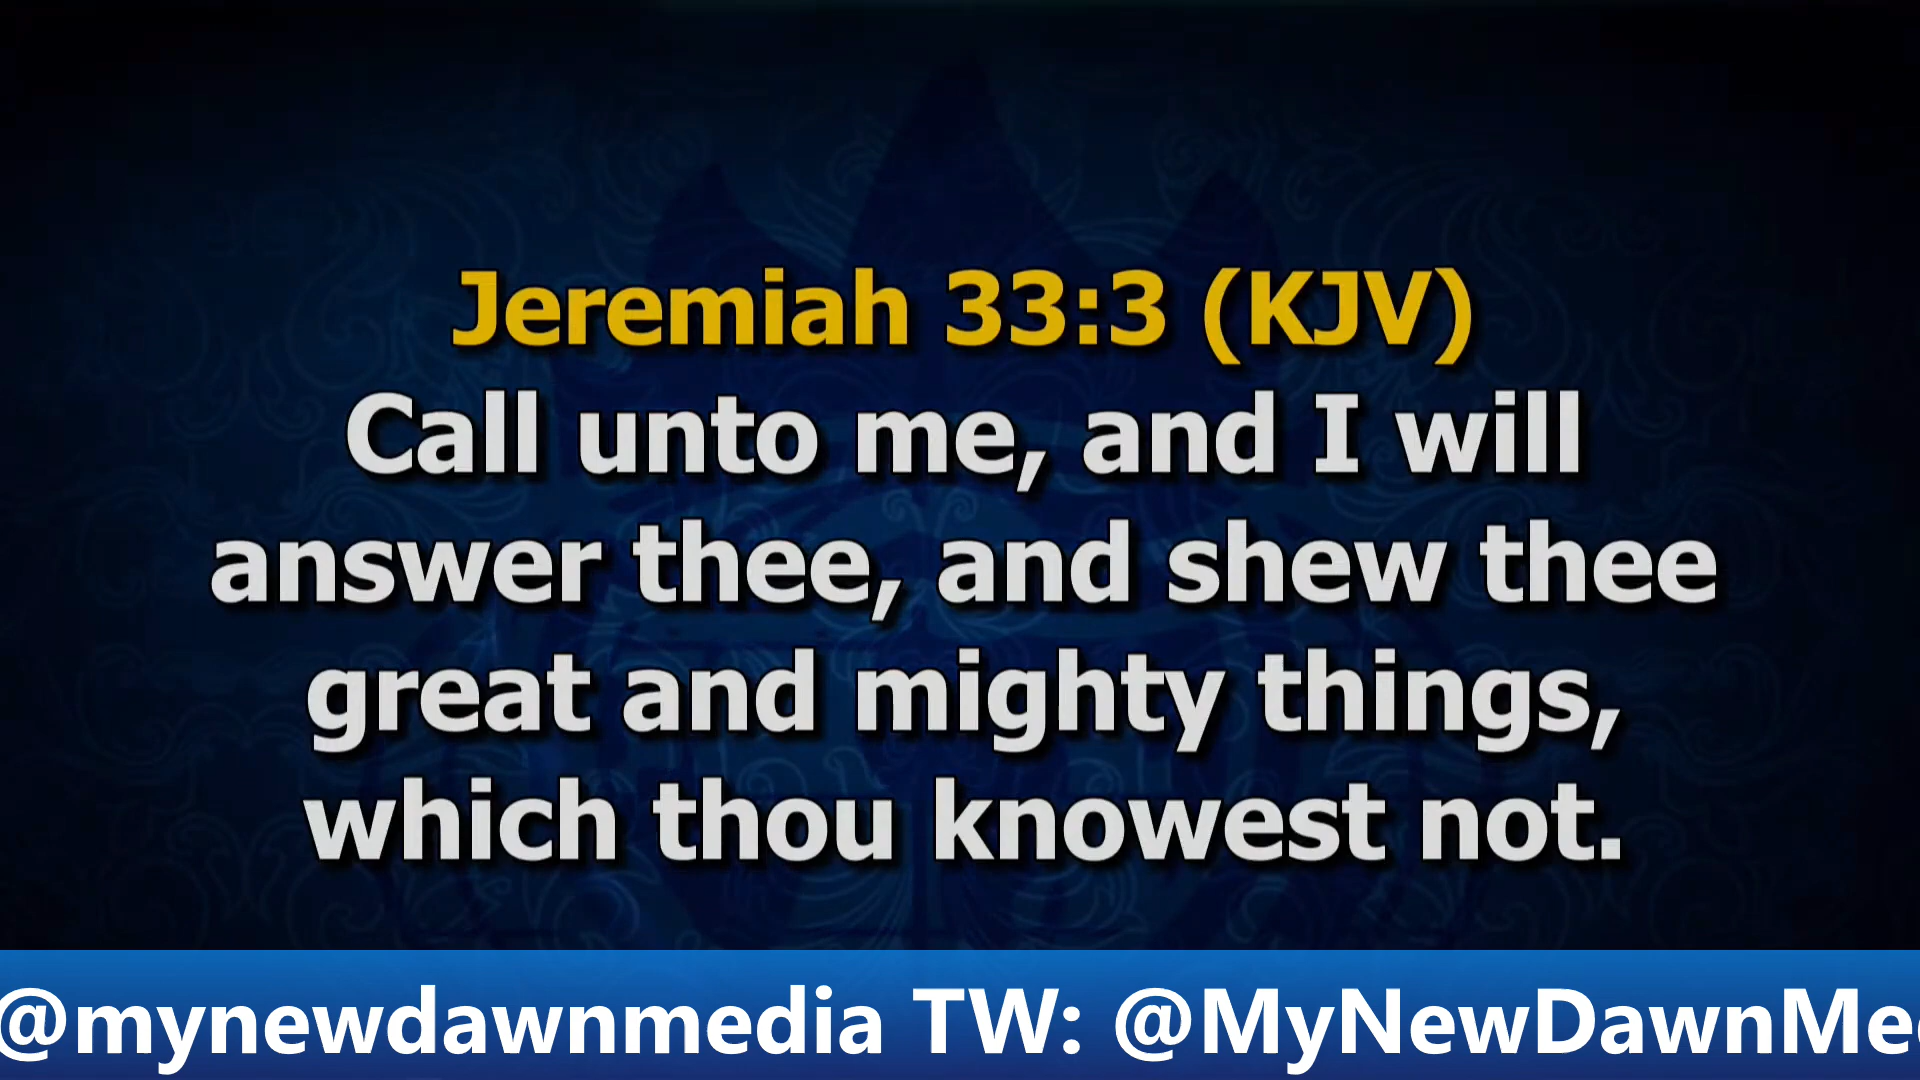 Jeremiah 33:3 (KJV)
Call unto me, and I will
answer thee, and shew thee
great and mighty things,
which thou knowest not.
@mynewdawnmedia TW: @MyNewDawnMe